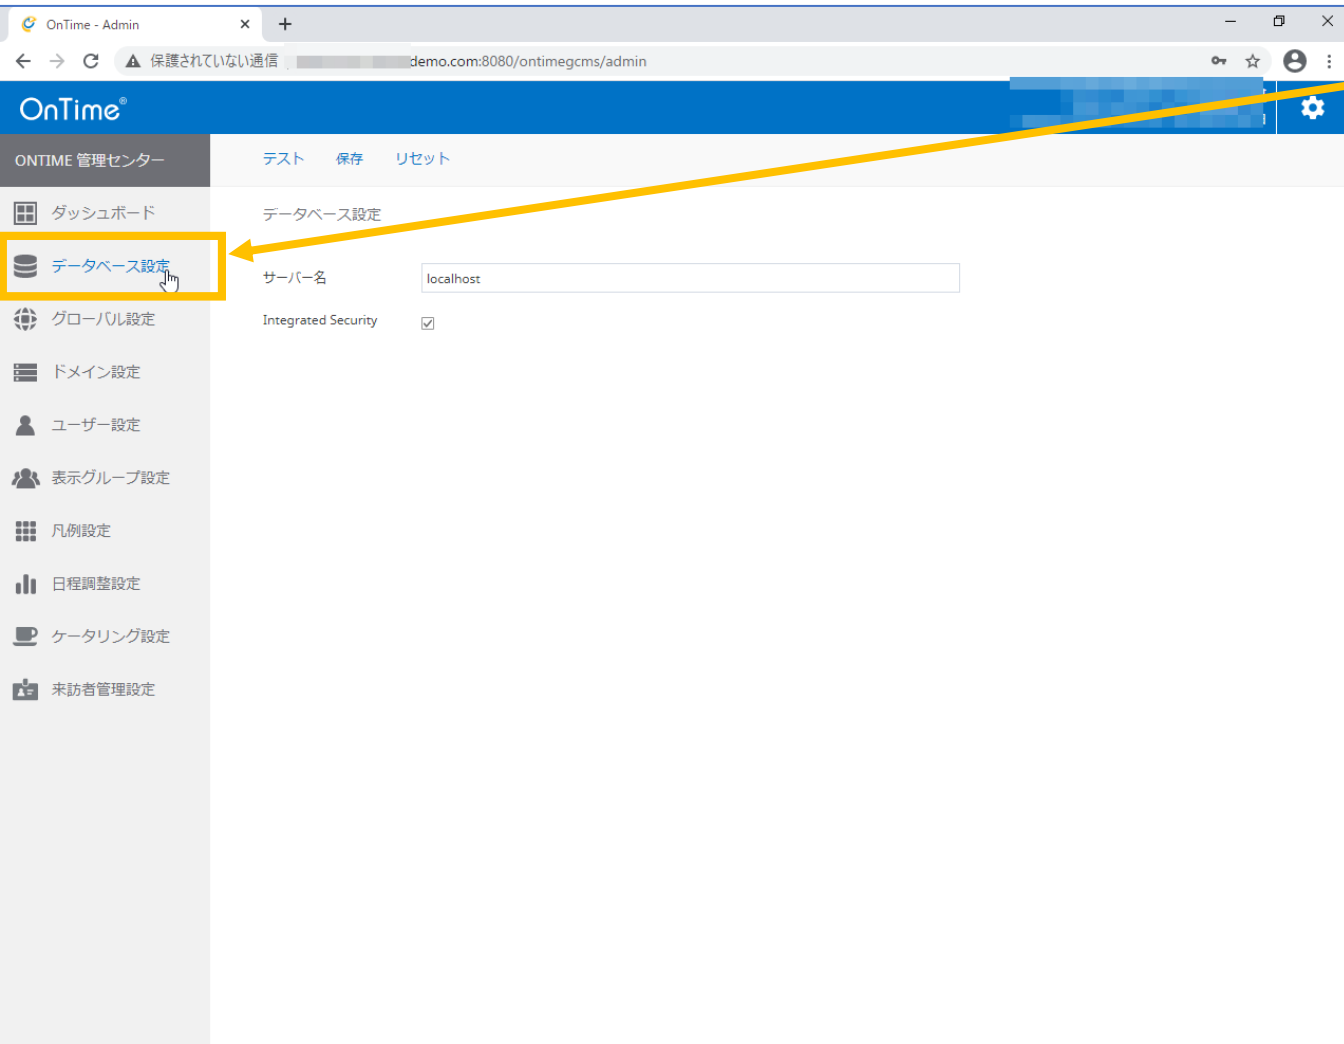 OnTime - Admin
保護されていない通信
demo.com:8080/ontimegcms/admin
OnTime®
ONTIME 管理センター
テスト 保存 リセット
ダッシュボード
データベース設定
グローバル設定
ドメイン設定
ユーザー設定
表示グループ設定
凡例設定
日程調整設定
ケータリング設定
来訪者管理設定
データベース設定
サーバー名 localhost
Integrated Security